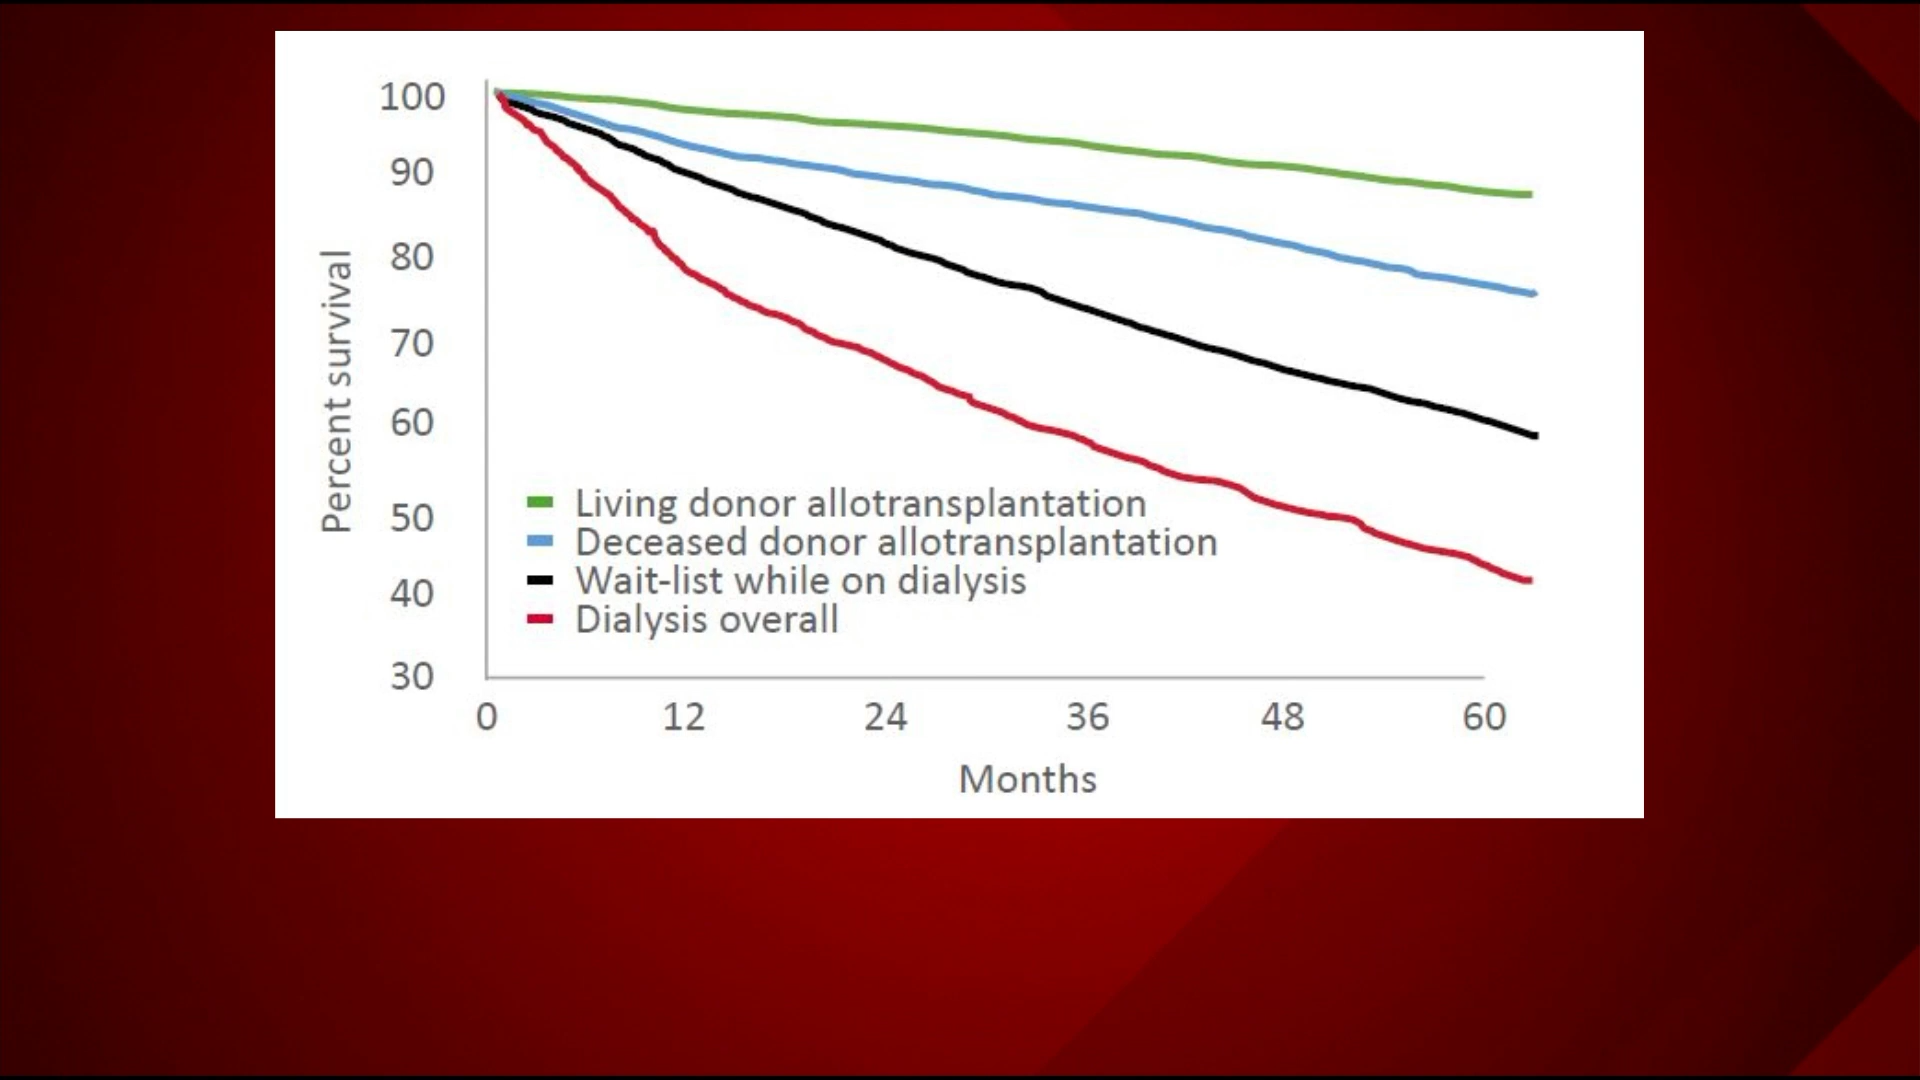 100
90
80
70
60
50
40
30
Percent survival
Living donor allotransplantation
Deceased donor allotransplantation
Wait-list while on dialysis
Dialysis overall
0 12 24 36 48 60
Months